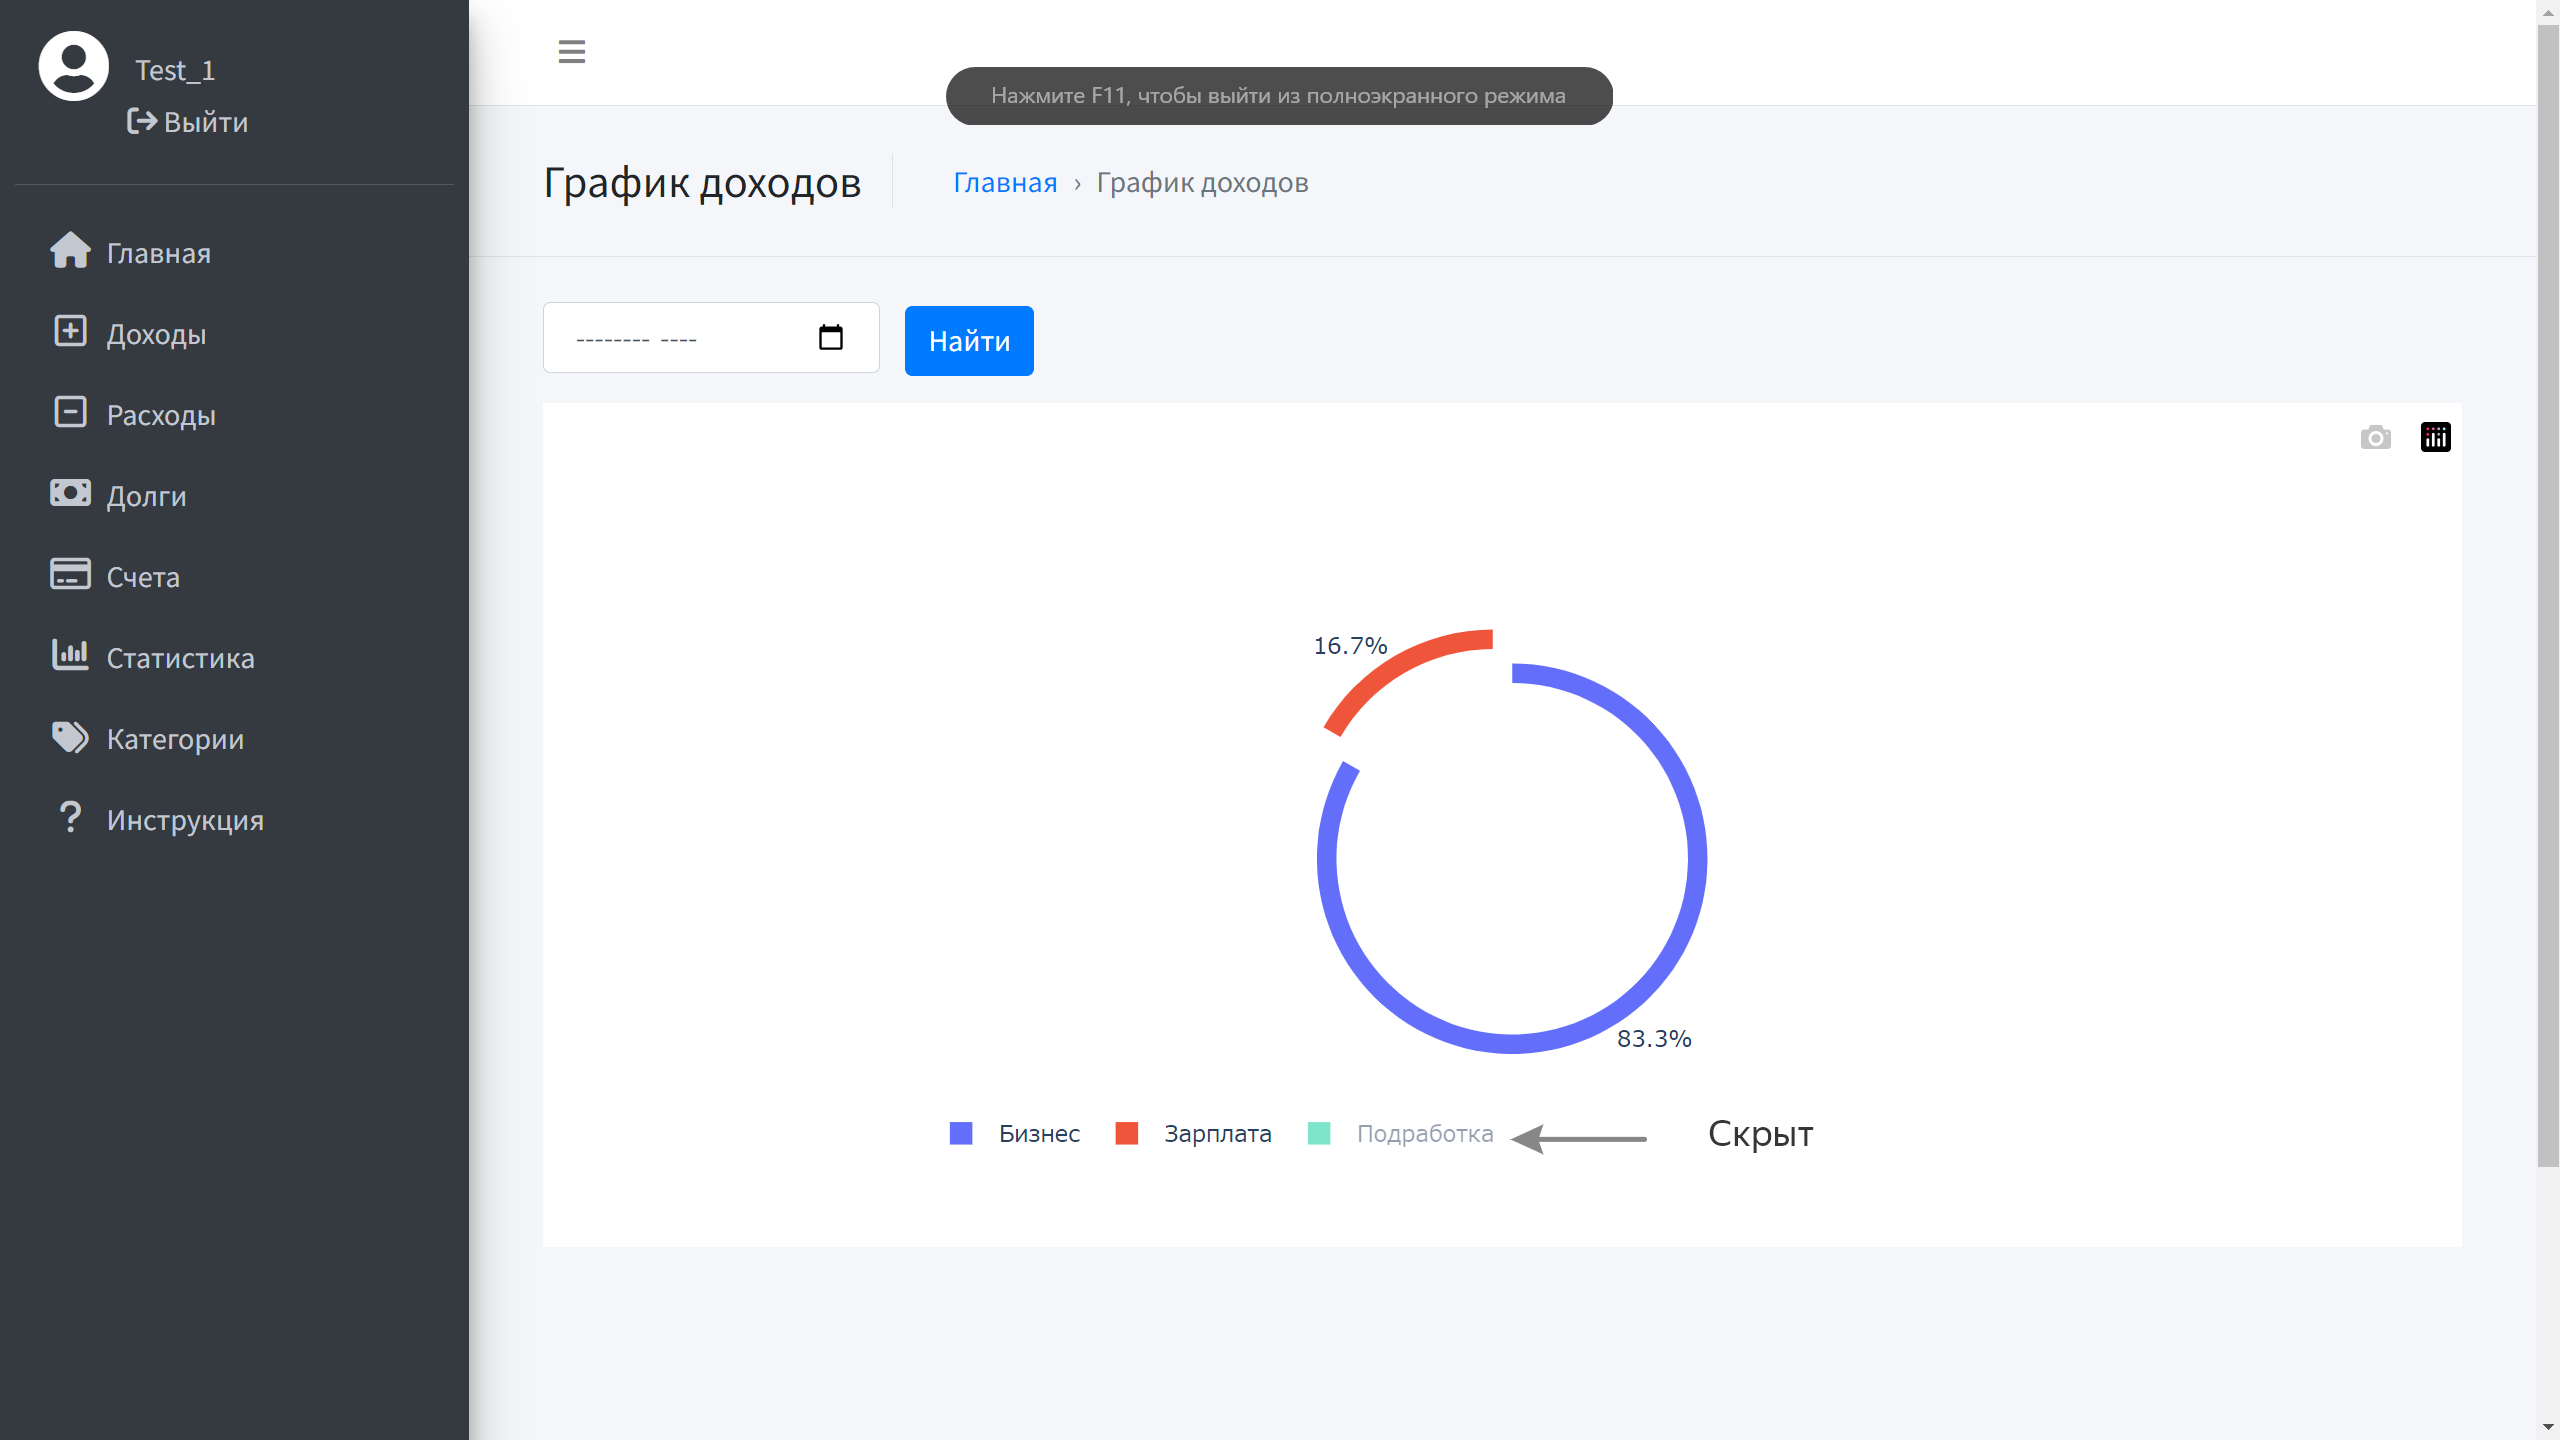 Test_1
Выйти
Главная
Доходы
Расходы
Долги
Счета
Статистика
Категории
Инструкция
Нажмите F11, чтобы выйти из полноэкранного режима
График доходов
Главная › График доходов
-------- ----
Найти
16.7%
83.3%
Бизнес Зарплата Подработка Скрыт